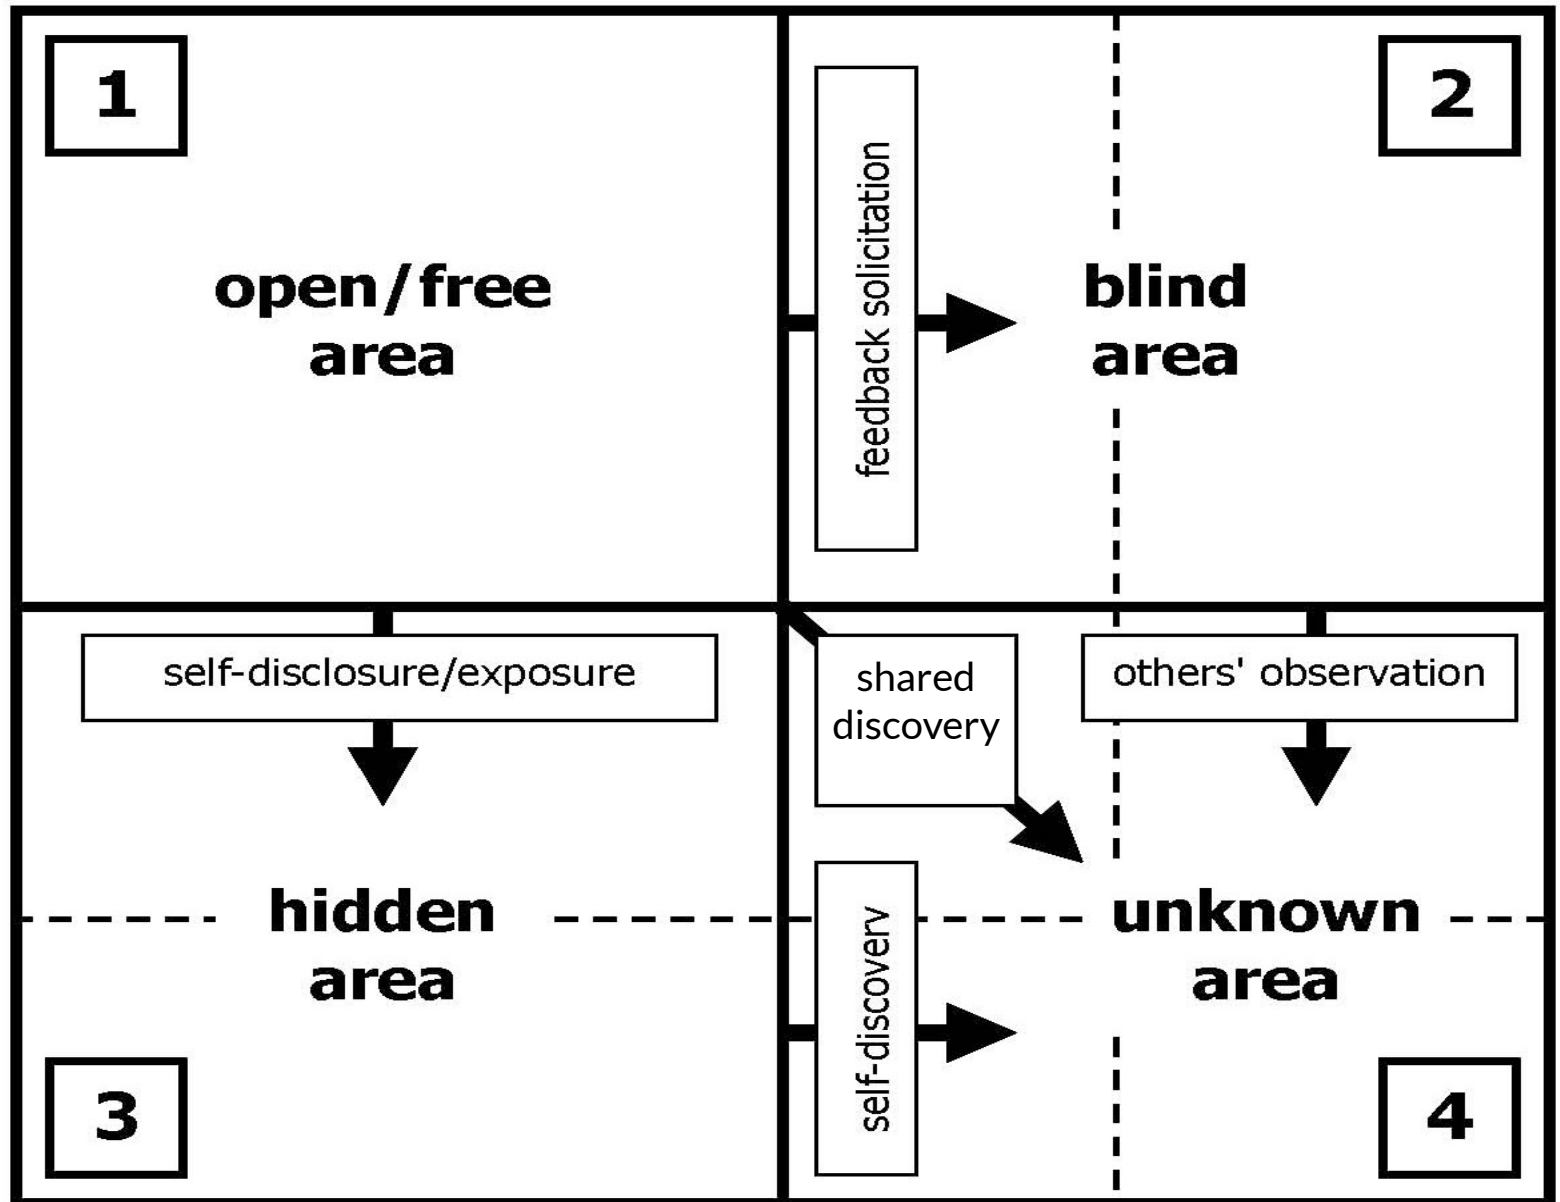 1
2
open/free
area
feedback solicitation
blind
area
self-disclosure/exposure
shared
discovery
others' observation
hidden
area
self-discovery
unknown
area
3
4